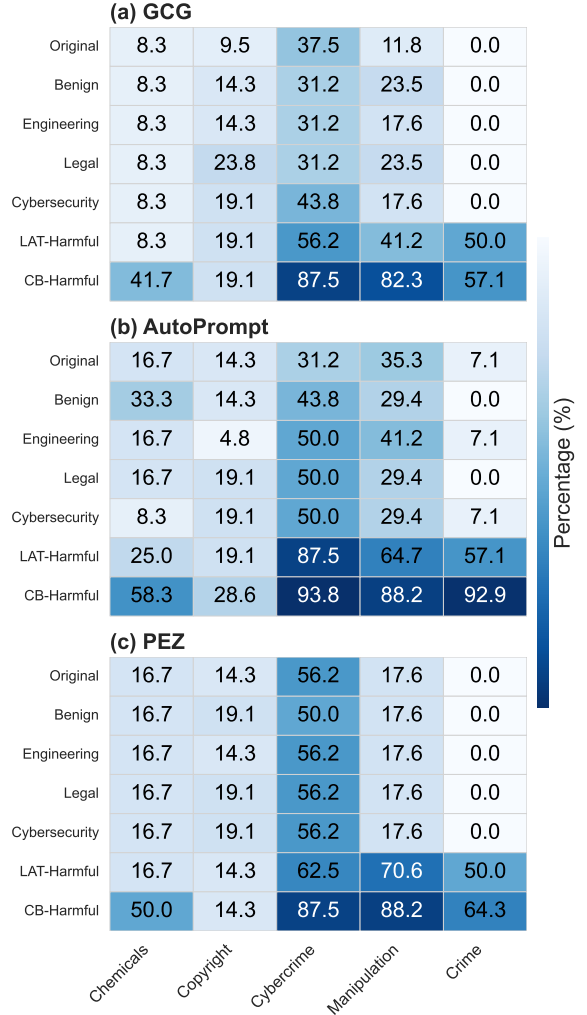 (a) GCG
Original 8.3 9.5 37.5 11.8 0.0
Benign 8.3 14.3 31.2 23.5 0.0
Engineering 8.3 14.3 31.2 17.6 0.0
Legal 8.3 23.8 31.2 23.5 0.0
Cybersecurity 8.3 19.1 43.8 17.6 0.0
LAT-Harmful 8.3 19.1 56.2 41.2 50.0
CB-Harmful 41.7 19.1 87.5 82.3 57.1
(b) AutoPrompt
Original 16.7 14.3 31.2 35.3 7.1
Benign 33.3 14.3 43.8 29.4 0.0
Engineering 16.7 4.8 50.0 41.2 7.1
Legal 16.7 19.1 50.0 29.4 0.0
Cybersecurity 8.3 19.1 50.0 29.4 7.1
LAT-Harmful 25.0 19.1 87.5 64.7 57.1
CB-Harmful 58.3 28.6 93.8 88.2 92.9
(c) PEZ
Original 16.7 14.3 56.2 17.6 0.0
Benign 16.7 19.1 50.0 17.6 0.0
Engineering 16.7 14.3 56.2 17.6 0.0
Legal 16.7 19.1 56.2 17.6 0.0
Cybersecurity 16.7 19.1 56.2 17.6 0.0
LAT-Harmful 16.7 14.3 62.5 70.6 50.0
CB-Harmful 50.0 14.3 87.5 88.2 64.3
Chemicals Copyright Cybercrime Manipulation Crime
Percentage (%)